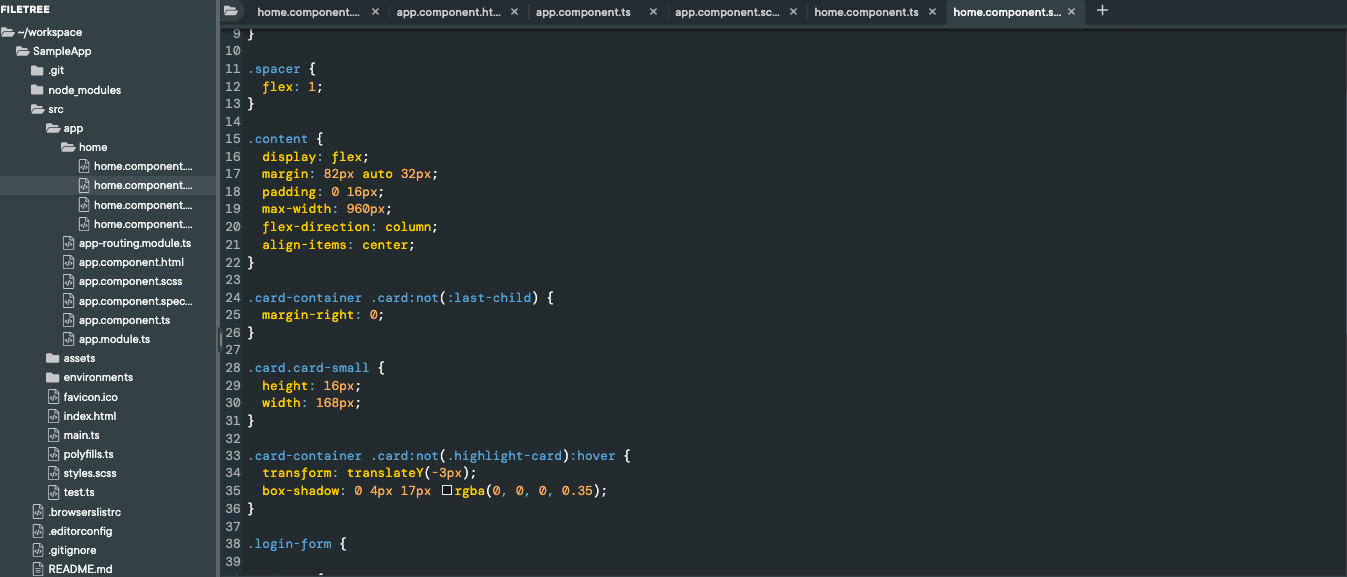 FILETREE
~/workspace
SampleApp
.git
node_modules
src
app
home
home.component....
home.component....
home.component....
home.component....
app-routing.module.ts
app.component.html
app.component.scss
app.component.spec...
app.component.ts
app.module.ts
assets
environments
favicon.ico
index.html
main.ts
polyfills.ts
styles.scss
test.ts
.browserslistrc
.editorconfig
.gitignore
README.md
home.component.... × app.component.ht... × app.component.ts × app.component.sc... × home.component.ts × home.component.s... × +
9 }
10
11 .spacer {
12 flex: 1;
13 }
14
15 .content {
16 display: flex;
17 margin: 82px auto 32px;
18 padding: 0 16px;
19 max-width: 960px;
20 flex-direction: column;
21 align-items: center;
22 }
23
24 .card-container .card:not(:last-child) {
25 margin-right: 0;
26 }
27
28 .card.card-small {
29 height: 16px;
30 width: 168px;
31 }
32
33 .card-container .card:not(.highlight-card):hover {
34 transform: translateY(-3px);
35 box-shadow: 0 4px 17px rgba(0, 0, 0, 0.35);
36 }
37
38 .login-form {
39